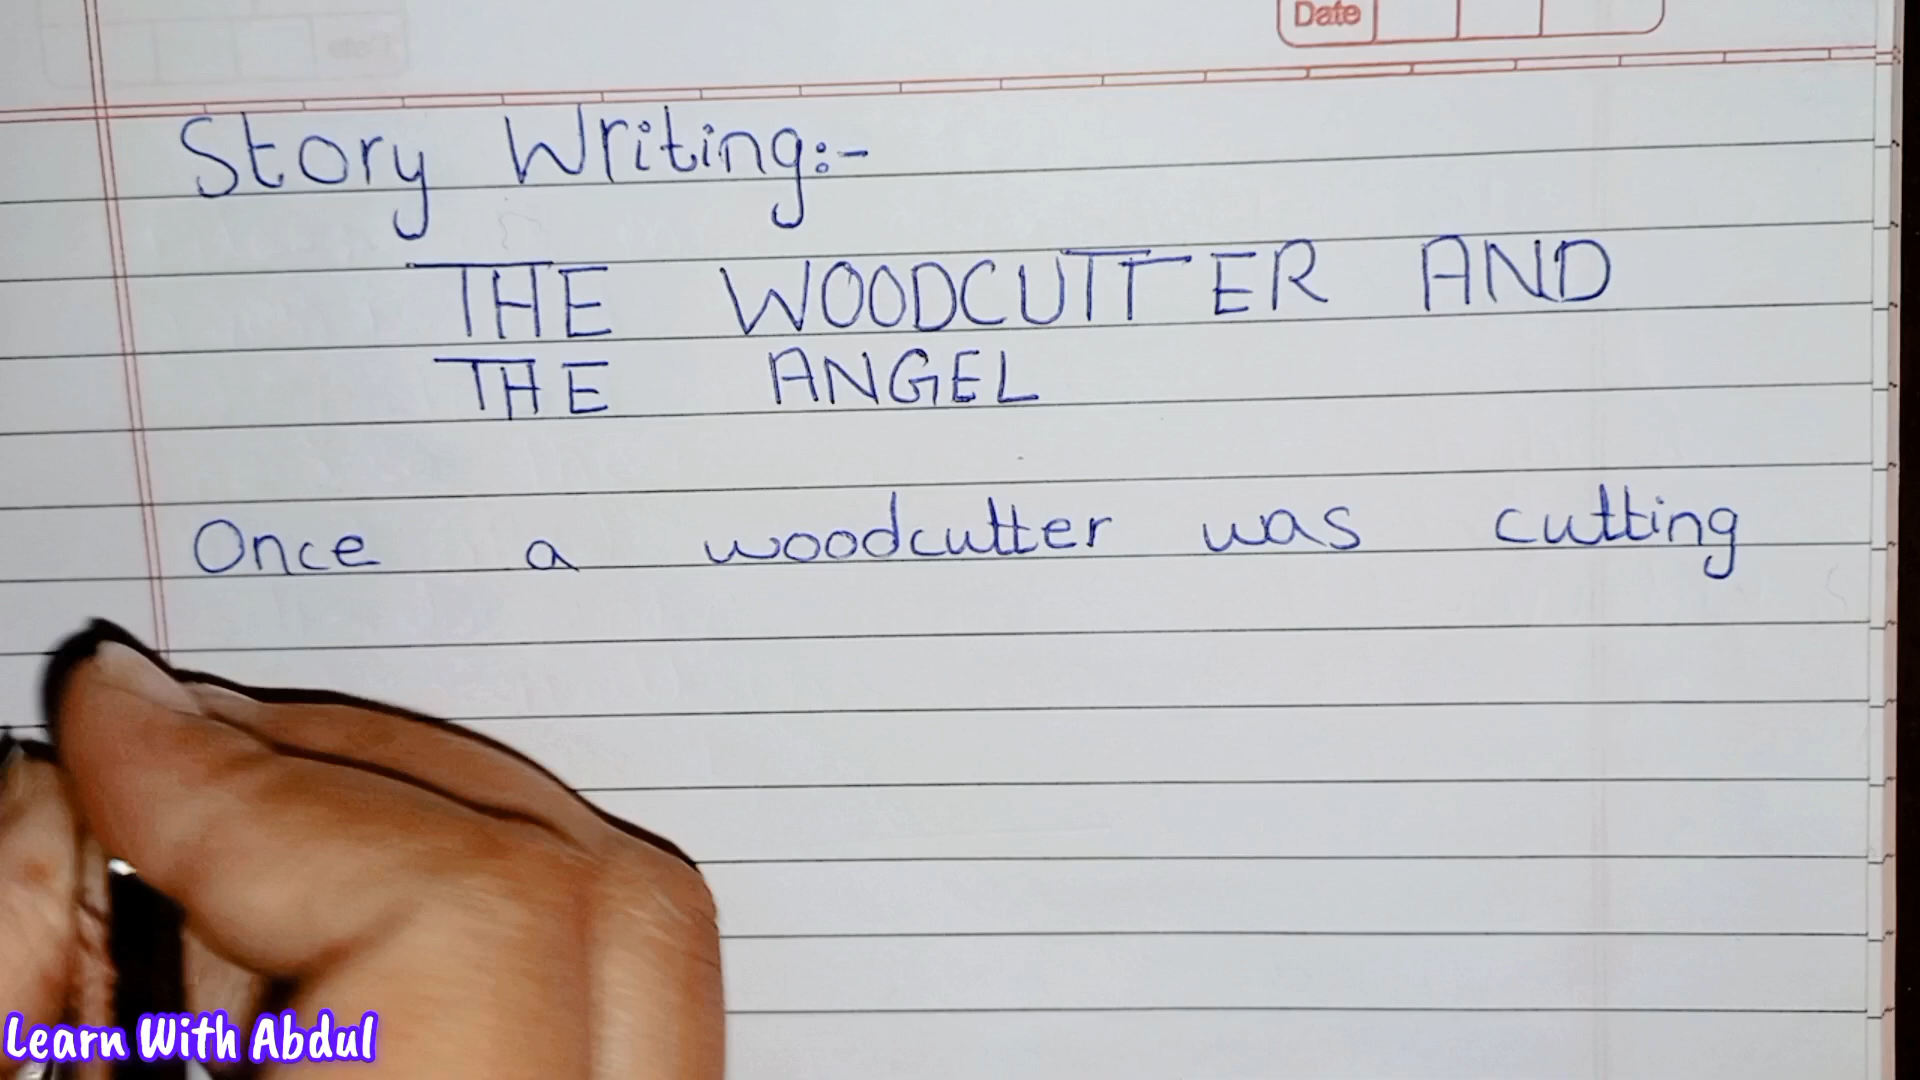 Date
Story Writing:-
THE WOODCUTTER AND
THE ANGEL
Once a woodcutter was cutting
Learn With Abdul